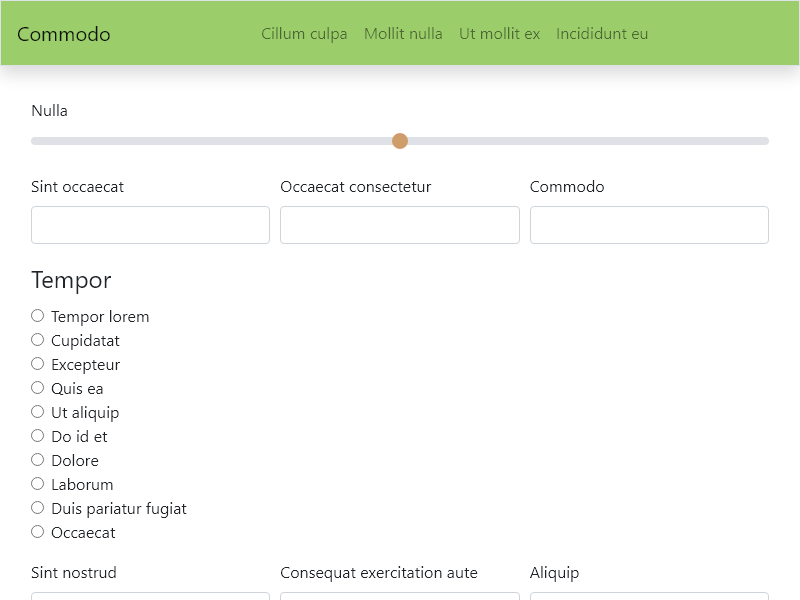 Commodo Cillum culpa Mollit nulla Ut mollit ex Incididunt eu
Nulla
Sint occaecat Occaecat consectetur Commodo
Tempor
Tempor lorem
Cupidatat
Excepteur
Quis ea
Ut aliquip
Do id et
Dolore
Laborum
Duis pariatur fugiat
Occaecat
Sint nostrud Consequat exercitation aute Aliquip